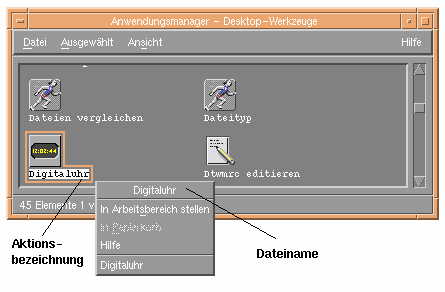 Anwendungsmanager - Desktop-Werkzeuge
Datei Ausgewählt Ansicht Hilfe
Dateien vergleichen Dateityp
12:02:44
Digitaluhr Dtwmrc editieren
45 Elemente 1 v
Digitaluhr
In Arbeitsbereich stellen
In Papierkorb
Hilfe
Digitaluhr
Aktions-
bezeichnung
Dateiname